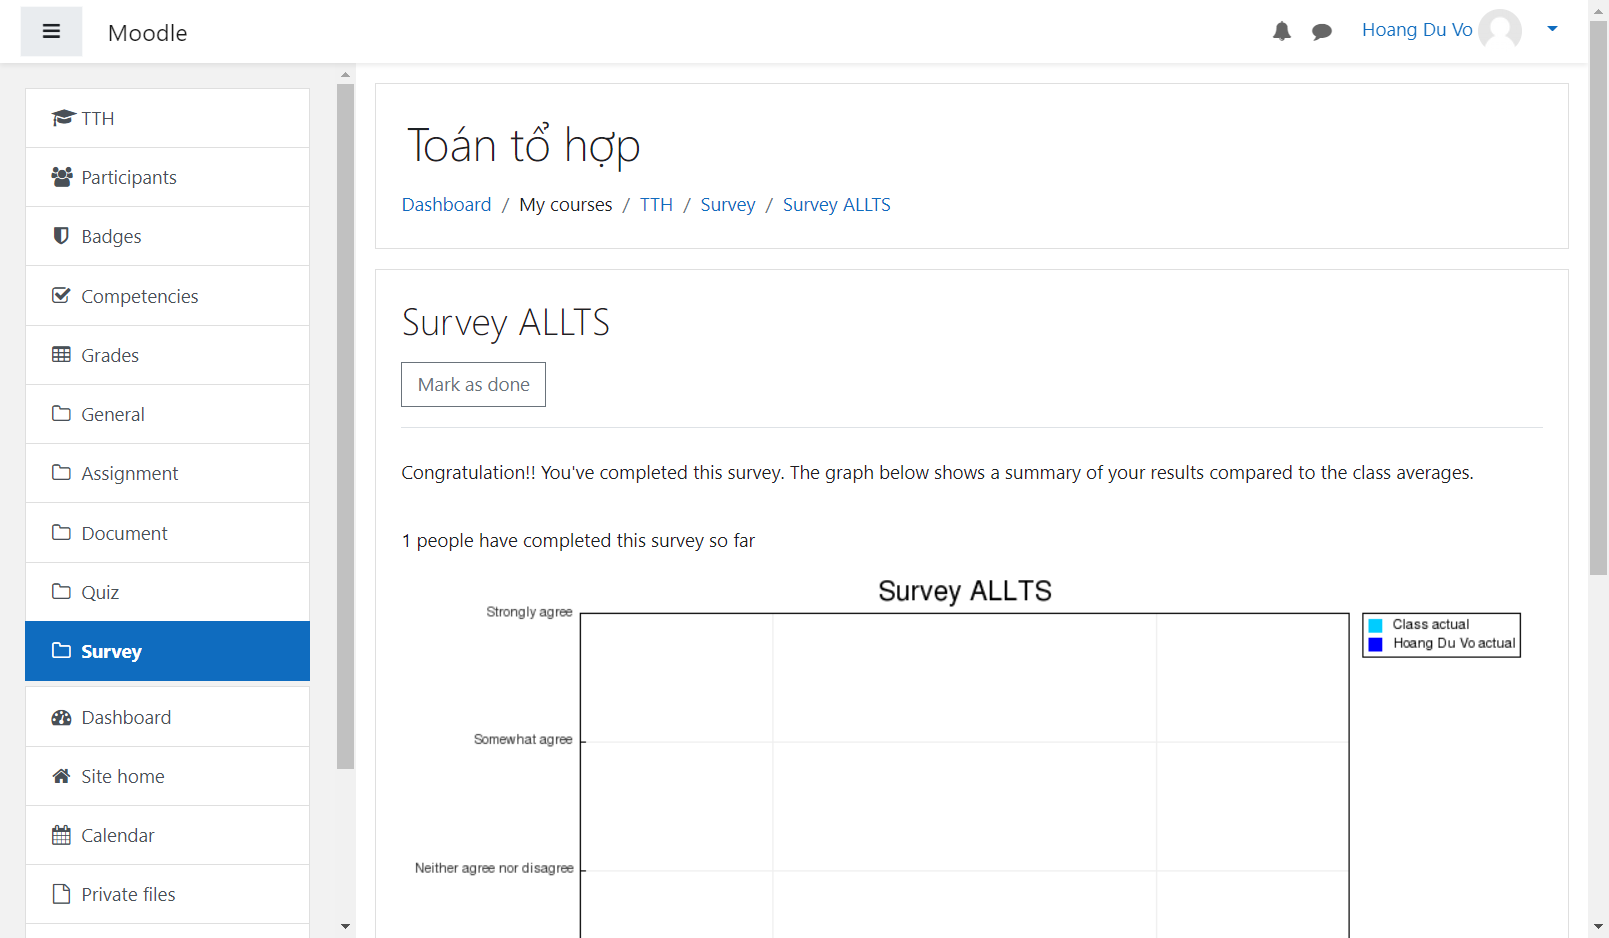 Moodle
Hoang Du Vo
TTH
Participants
Badges
Competencies
Grades
General
Assignment
Document
Quiz
Survey
Dashboard
Site home
Calendar
Private files
Toán tổ hợp
Dashboard / My courses / TTH / Survey / Survey ALLTS
Survey ALLTS
Mark as done
Congratulation!! You've completed this survey. The graph below shows a summary of your results compared to the class averages.
1 people have completed this survey so far
Survey ALLTS
Strongly agree
Somewhat agree
Neither agree nor disagree
Class actual
Hoang Du Vo actual